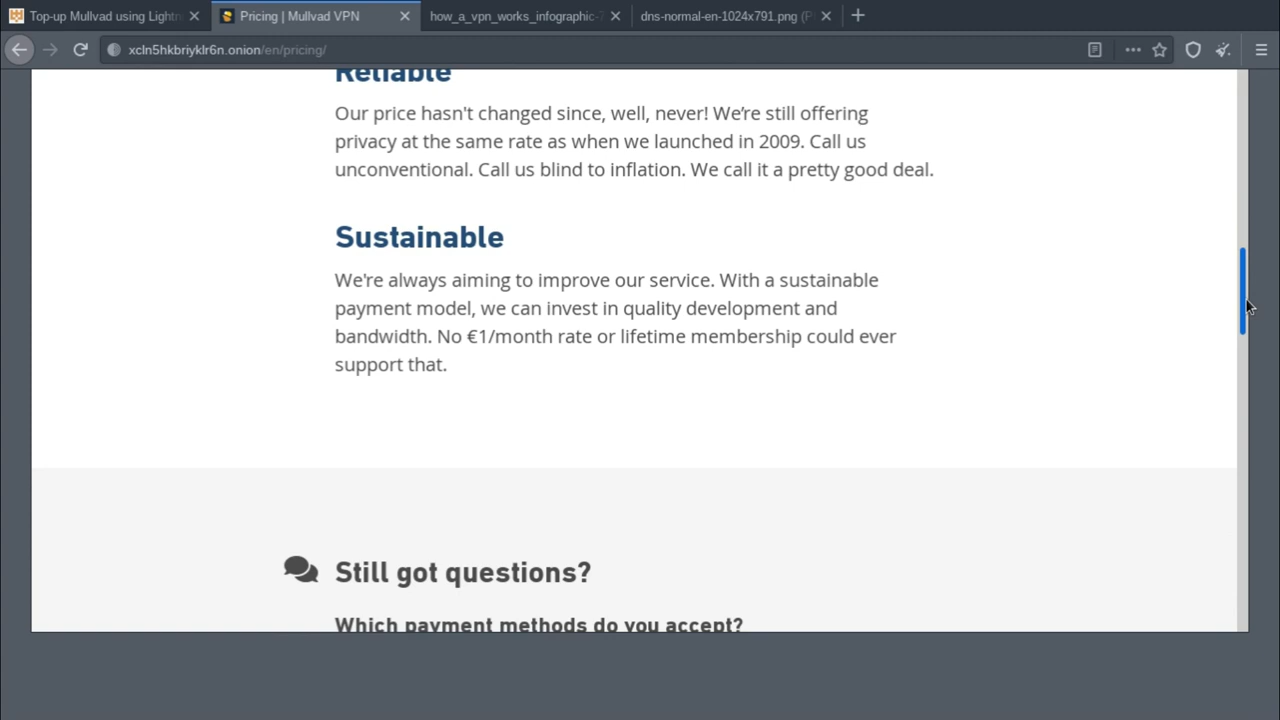 Top-up Mullvad using Lightn
Pricing | Mullvad VPN
how_a_vpn_works_infographic-
dns-normal-en-1024x791.png (P
xcln5hkbriyklr6n.onion/en/pricing/
Reliable
Our price hasn't changed since, well, never! We’re still offering
privacy at the same rate as when we launched in 2009. Call us
unconventional. Call us blind to inflation. We call it a pretty good deal.
Sustainable
We're always aiming to improve our service. With a sustainable
payment model, we can invest in quality development and
bandwidth. No €1/month rate or lifetime membership could ever
support that.
Still got questions?
Which payment methods do you accept?